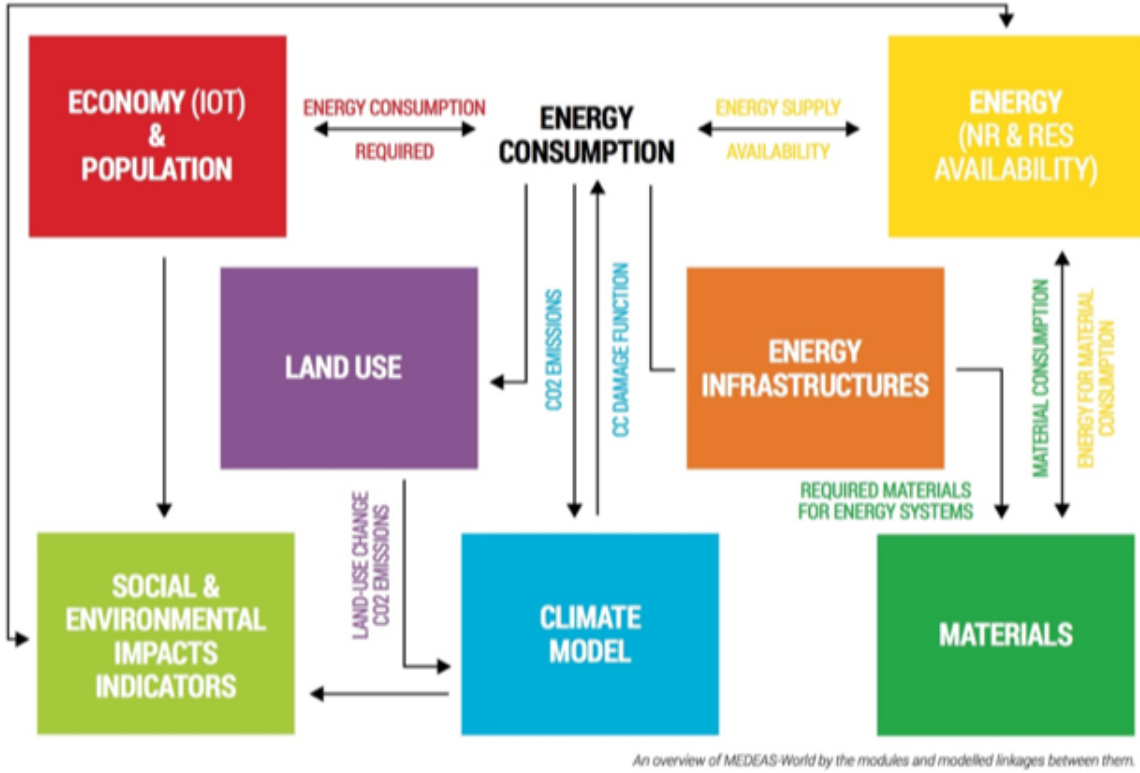 ECONOMY (IOT)
&
POPULATION
ENERGY CONSUMPTION
REQUIRED
ENERGY
CONSUMPTION
ENERGY SUPPLY
AVAILABILITY
ENERGY
(NR & RES
AVAILABILITY)
LAND USE
CO2 EMISSIONS
CC DAMAGE FUNCTION
ENERGY
INFRASTRUCTURES
MATERIAL CONSUMPTION
ENERGY FOR MATERIAL
CONSUMPTION
REQUIRED MATERIALS
FOR ENERGY SYSTEMS
LAND-USE CHANGE
CO2 EMISSIONS
SOCIAL &
ENVIRONMENTAL
IMPACTS
INDICATORS
CLIMATE
MODEL
MATERIALS
An overview of MEDEAS-World by the modules and modelled linkages between them.